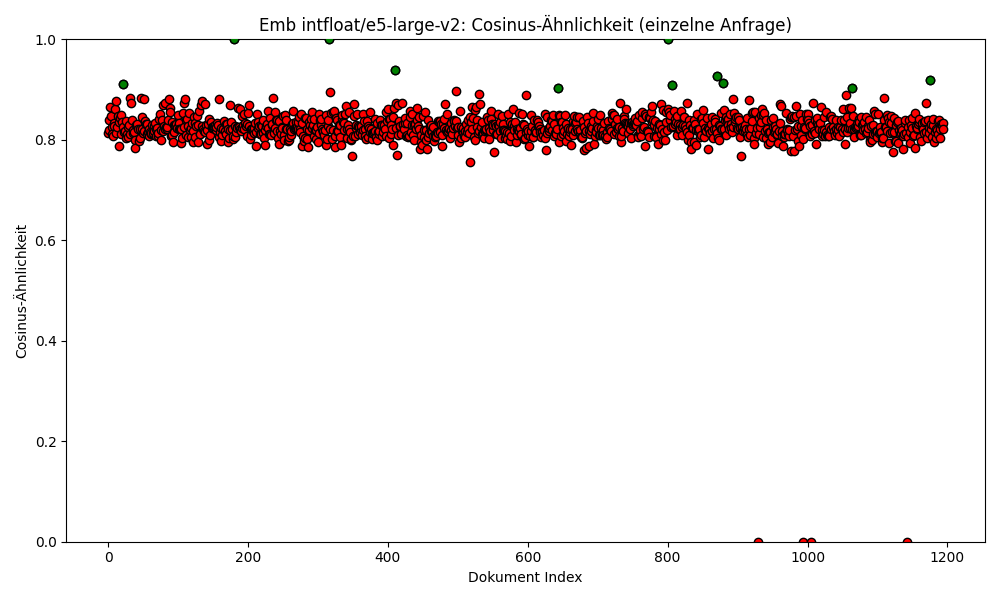 Emb intfloat/e5-large-v2: Cosinus-Ähnlichkeit (einzelne Anfrage)
1.0
0.8
0.6
0.4
0.2
0.0
Cosinus-Ähnlichkeit
0 200 400 600 800 1000 1200
Dokument Index